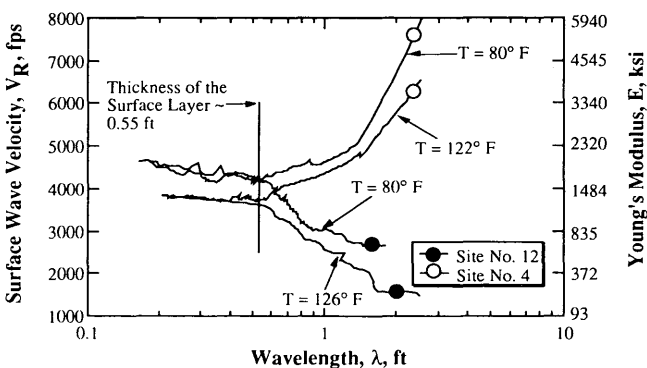 Surface Wave Velocity, VR, fps
8000
7000
6000
5000
4000
3000
2000
1000
Thickness of the
Surface Layer ~
0.55 ft
T = 80° F
T = 122° F
T = 80° F
T = 126° F
Site No. 12
Site No. 4
5940
4545
3340
2320
1484
835
372
93
Young's Modulus, E, ksi
0.1
1
10
Wavelength, λ, ft